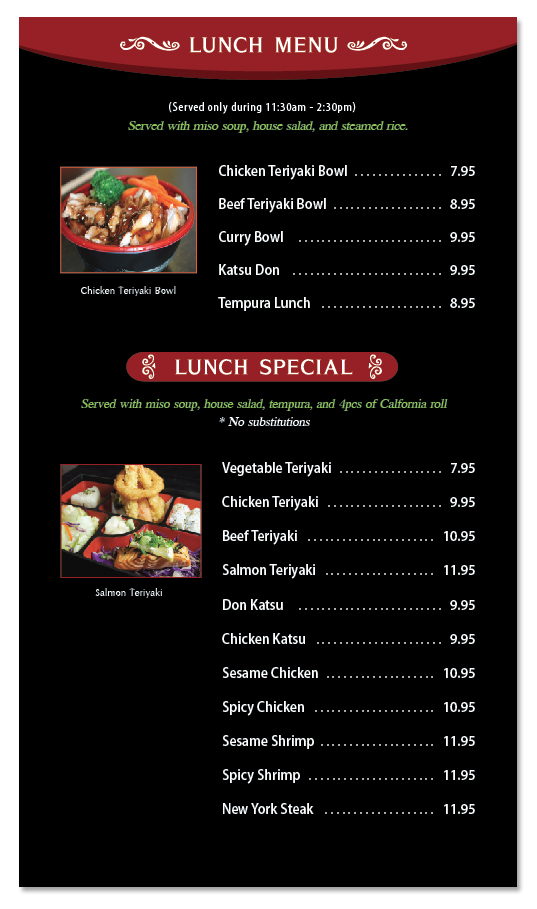 LUNCH MENU
(Served only during 11:30am - 2:30pm)
Served with miso soup, house salad, and steamed rice.
Chicken Teriyaki Bowl ............... 7.95
Beef Teriyaki Bowl .................. 8.95
Curry Bowl ....................... 9.95
Katsu Don ........................ 9.95
Tempura Lunch .................... 8.95
Chicken Teriyaki Bowl
LUNCH SPECIAL
Served with miso soup, house salad, tempura, and 4pcs of Calfornia roll
* No substitutions
Vegetable Teriyaki .................. 7.95
Chicken Teriyaki ................... 9.95
Beef Teriyaki ..................... 10.95
Salmon Teriyaki .................. 11.95
Don Katsu ....................... 9.95
Chicken Katsu .................... 9.95
Sesame Chicken .................. 10.95
Spicy Chicken .................... 10.95
Sesame Shrimp ................... 11.95
Spicy Shrimp ..................... 11.95
New York Steak ................... 11.95
Salmon Teriyaki